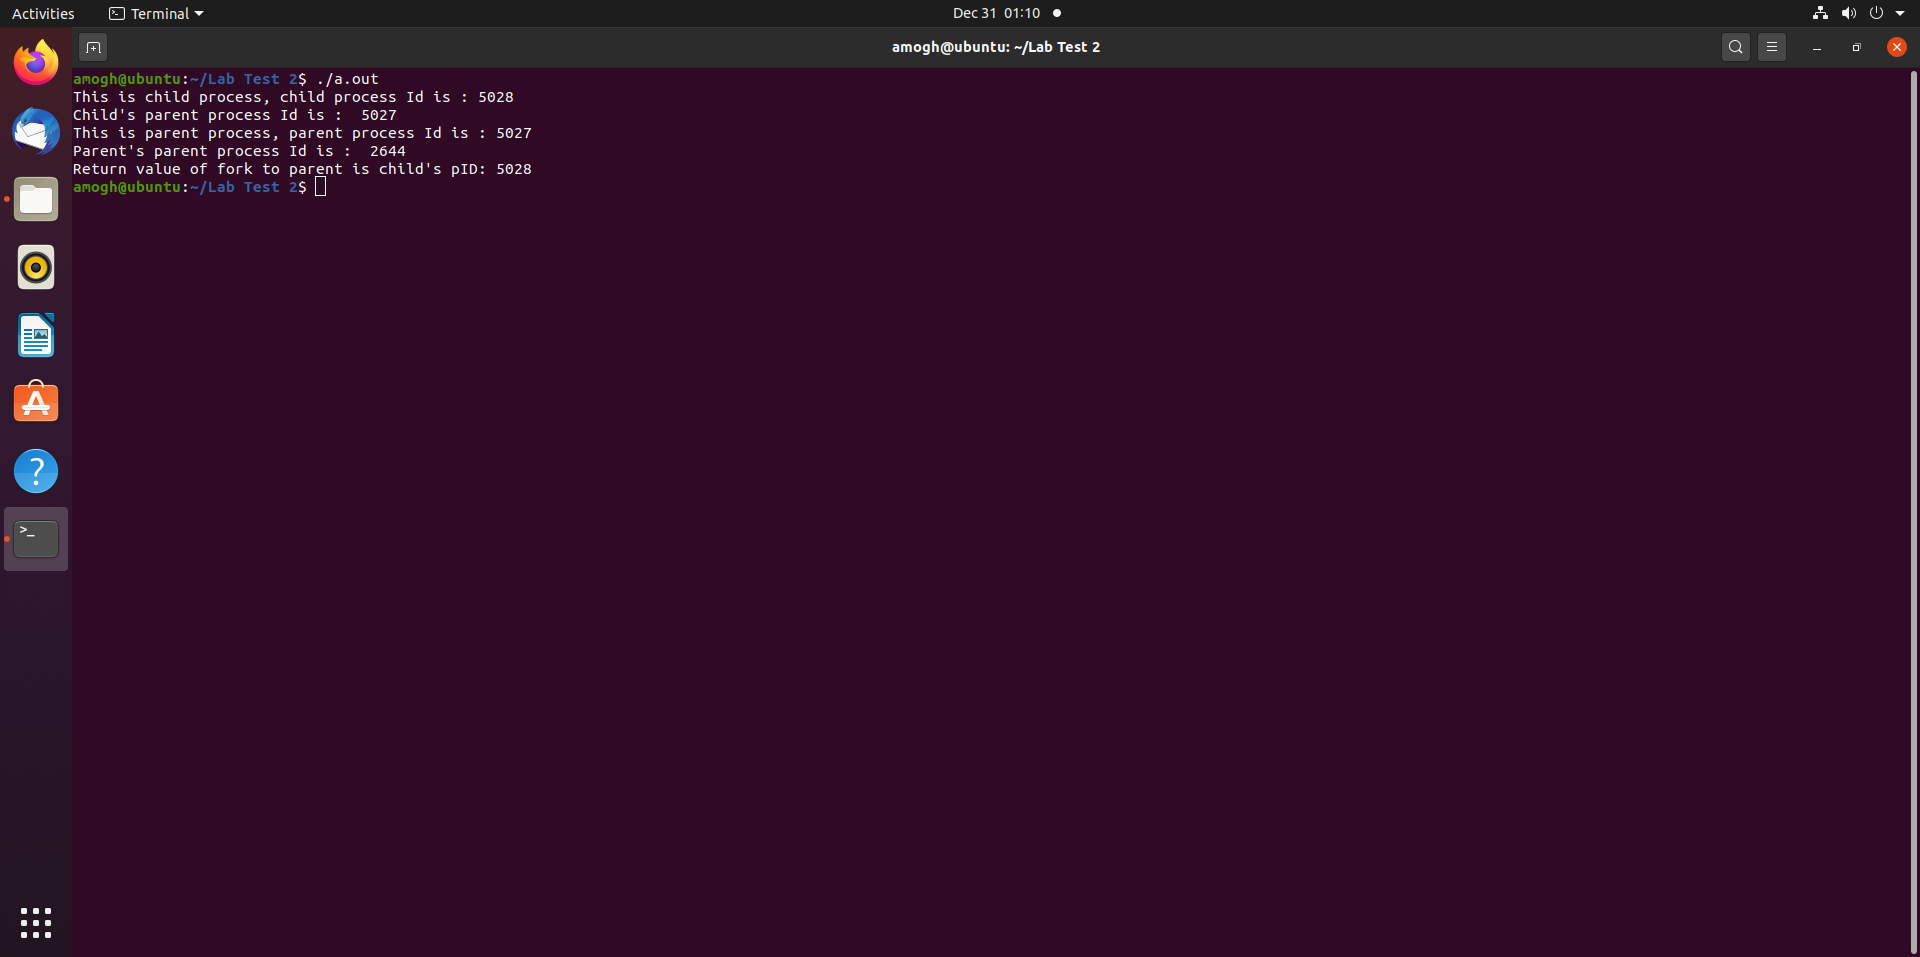 Activities
Terminal
Dec 31 01:10
amogh@ubuntu: ~/Lab Test 2
amogh@ubuntu:~/Lab Test 2$ ./a.out
This is child process, child process Id is : 5028
Child's parent process Id is :  5027
This is parent process, parent process Id is : 5027
Parent's parent process Id is :  2644
Return value of fork to parent is child's pID: 5028
amogh@ubuntu:~/Lab Test 2$